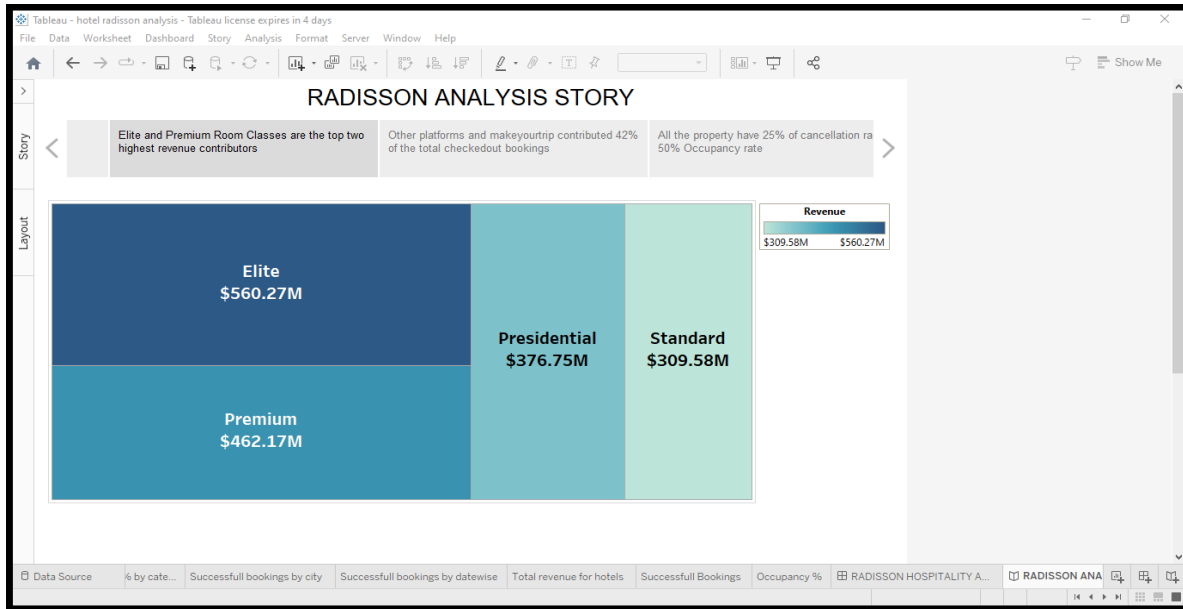 Tableau - hotel radisson analysis - Tableau license expires in 4 days
File Data Worksheet Dashboard Story Analysis Format Server Window Help
Show Me
Story
Layout
RADISSON ANALYSIS STORY
Elite and Premium Room Classes are the top two
highest revenue contributors
Other platforms and makeyourtrip contributed 42%
of the total checkedout bookings
All the property have 25% of cancellation ra
50% Occupancy rate
Elite
$560.27M
Premium
$462.17M
Presidential
$376.75M
Standard
$309.58M
Revenue
$309.58M $560.27M
Data Source % by cate... Successfull bookings by city Successfull bookings by datewise Total revenue for hotels Successfull Bookings Occupancy % RADISSON HOSPITALITY A... RADISSON ANA